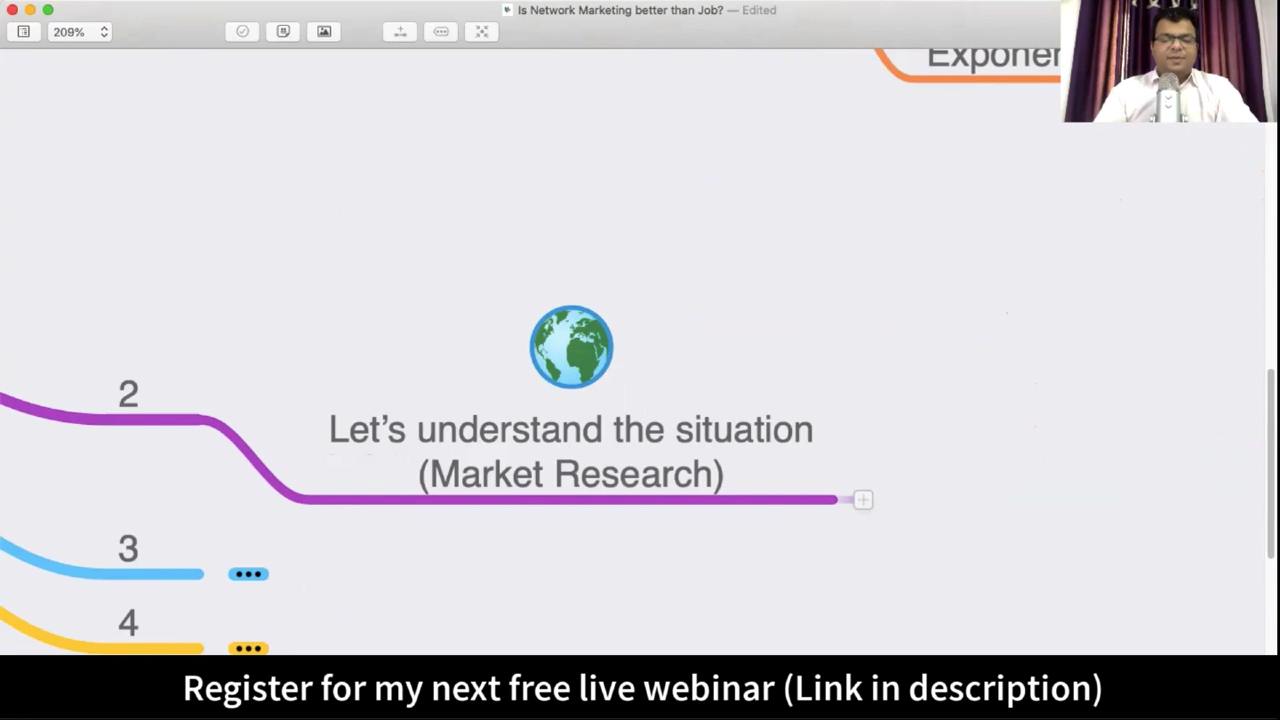 Is Network Marketing better than Job? — Edited
209%
Exponen
2
Let's understand the situation
(Market Research)
3
4
Register for my next free live webinar (Link in description)